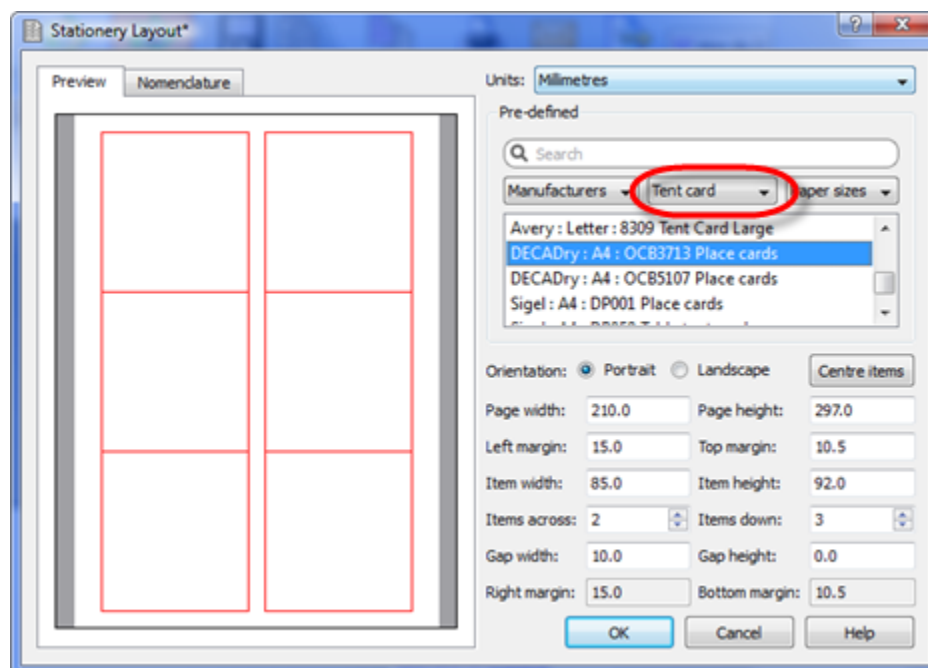 Stationery Layout*
Preview
Nomenclature
Units: Millimetres
Pre-defined
Search
Manufacturers
Tent card
aper sizes
Avery : Letter : 8309 Tent Card Large
DECADry : A4 : OCB3713 Place cards
DECADry : A4 : OCB5107 Place cards
Sigel : A4 : DP001 Place cards
Orientation: Portrait Landscape Centre items
Page width: 210.0 Page height: 297.0
Left margin: 15.0 Top margin: 10.5
Item width: 85.0 Item height: 92.0
Items across: 2 Items down: 3
Gap width: 10.0 Gap height: 0.0
Right margin: 15.0 Bottom margin: 10.5
OK Cancel Help